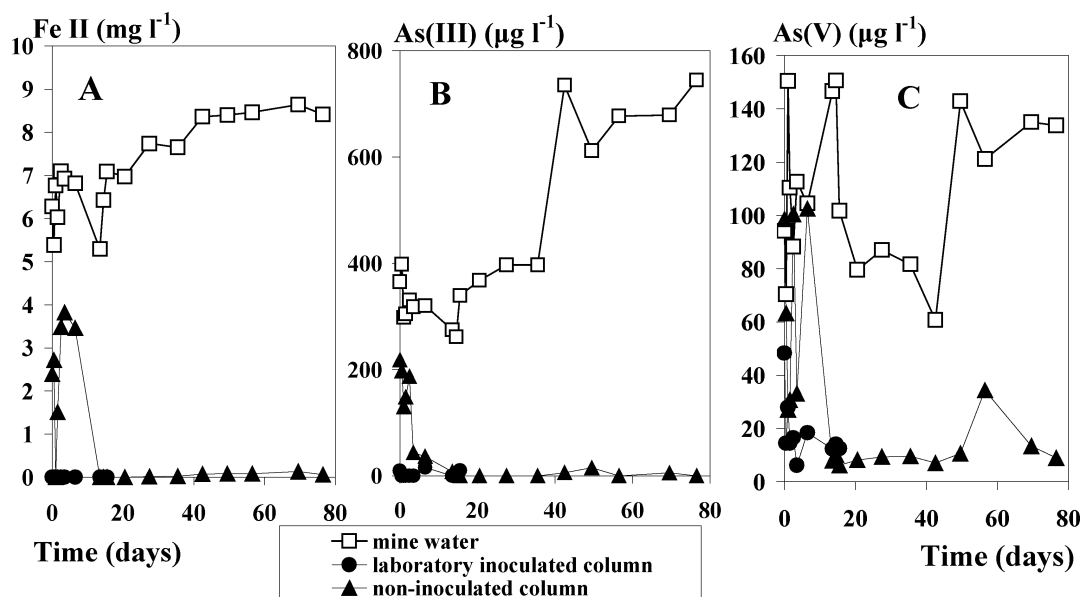 Fe II (mg l-1)
A
10
9
8
7
6
5
4
3
2
1
0
0 20 40 60 80
Time (days)
As(III) (µg l-1)
B
800
600
400
200
0
0 20 40 60 80
As(V) (µg l-1)
C
160
140
120
100
80
60
40
20
0
0 20 40 60 80
Time (days)
mine water
laboratory inoculated column
non-inoculated column